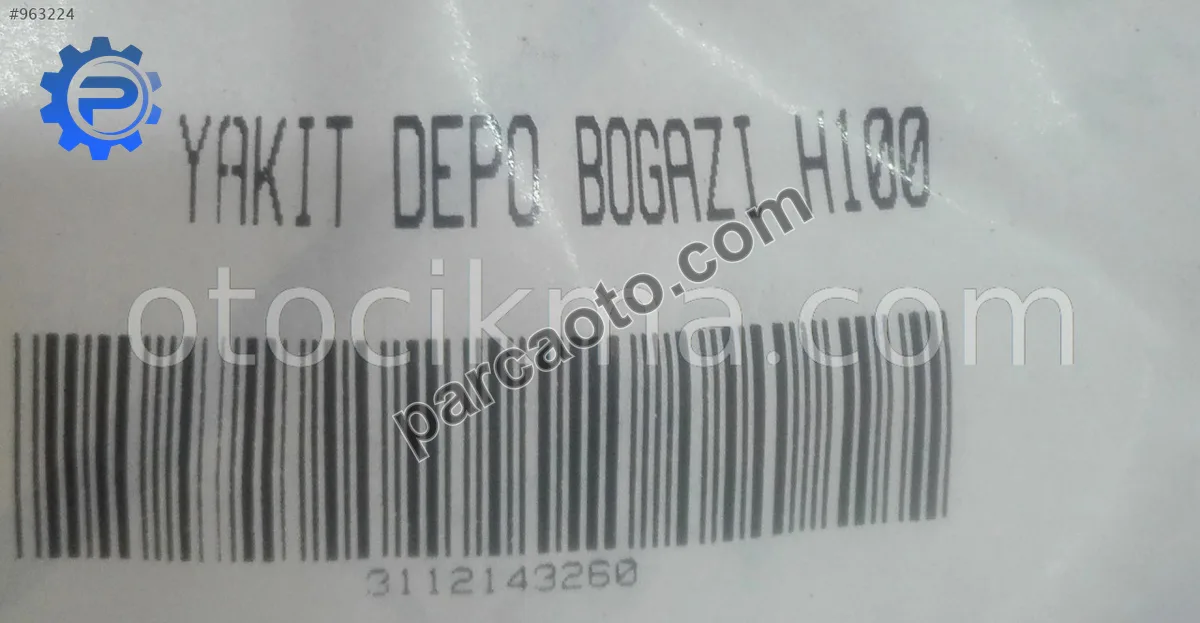 #963224
YAKIT DEPO BOGAZI H100
otocikma.com
parcaoto.com
3112143260